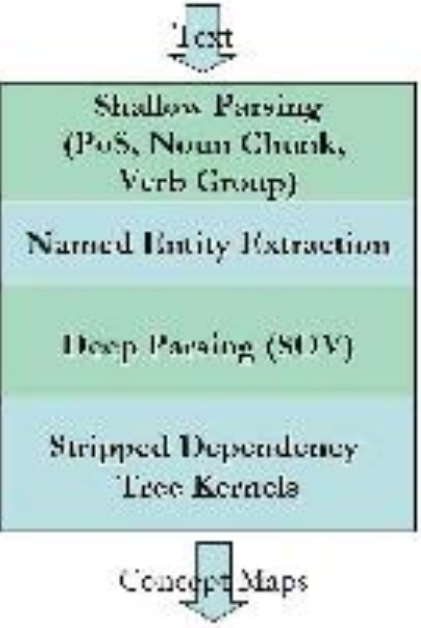 Text
Shallow Parsing
(PoS, Noun Chunk,
Verb Group)
Named Entity Extraction
Deep Parsing (SOV)
Stripped Dependency
Tree Kernels
Concept Maps